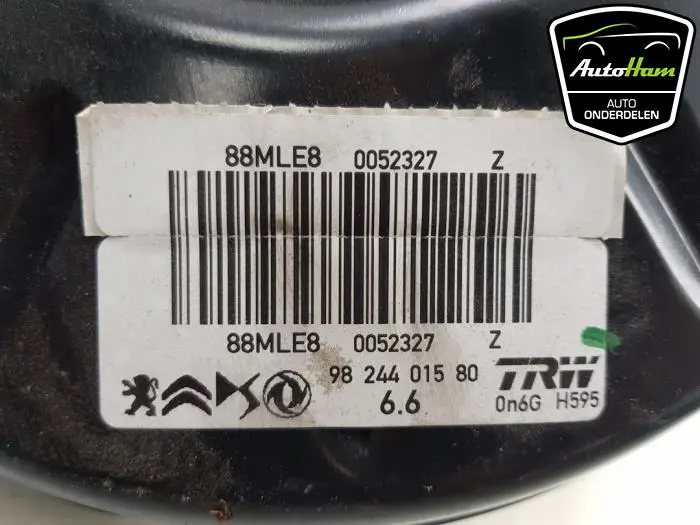 AutoHam
AUTO
ONDERDELEN
88MLE8 0052327 Z
88MLE8 0052327 Z
98 244 015 80
6.6
TRW
0n6G H595